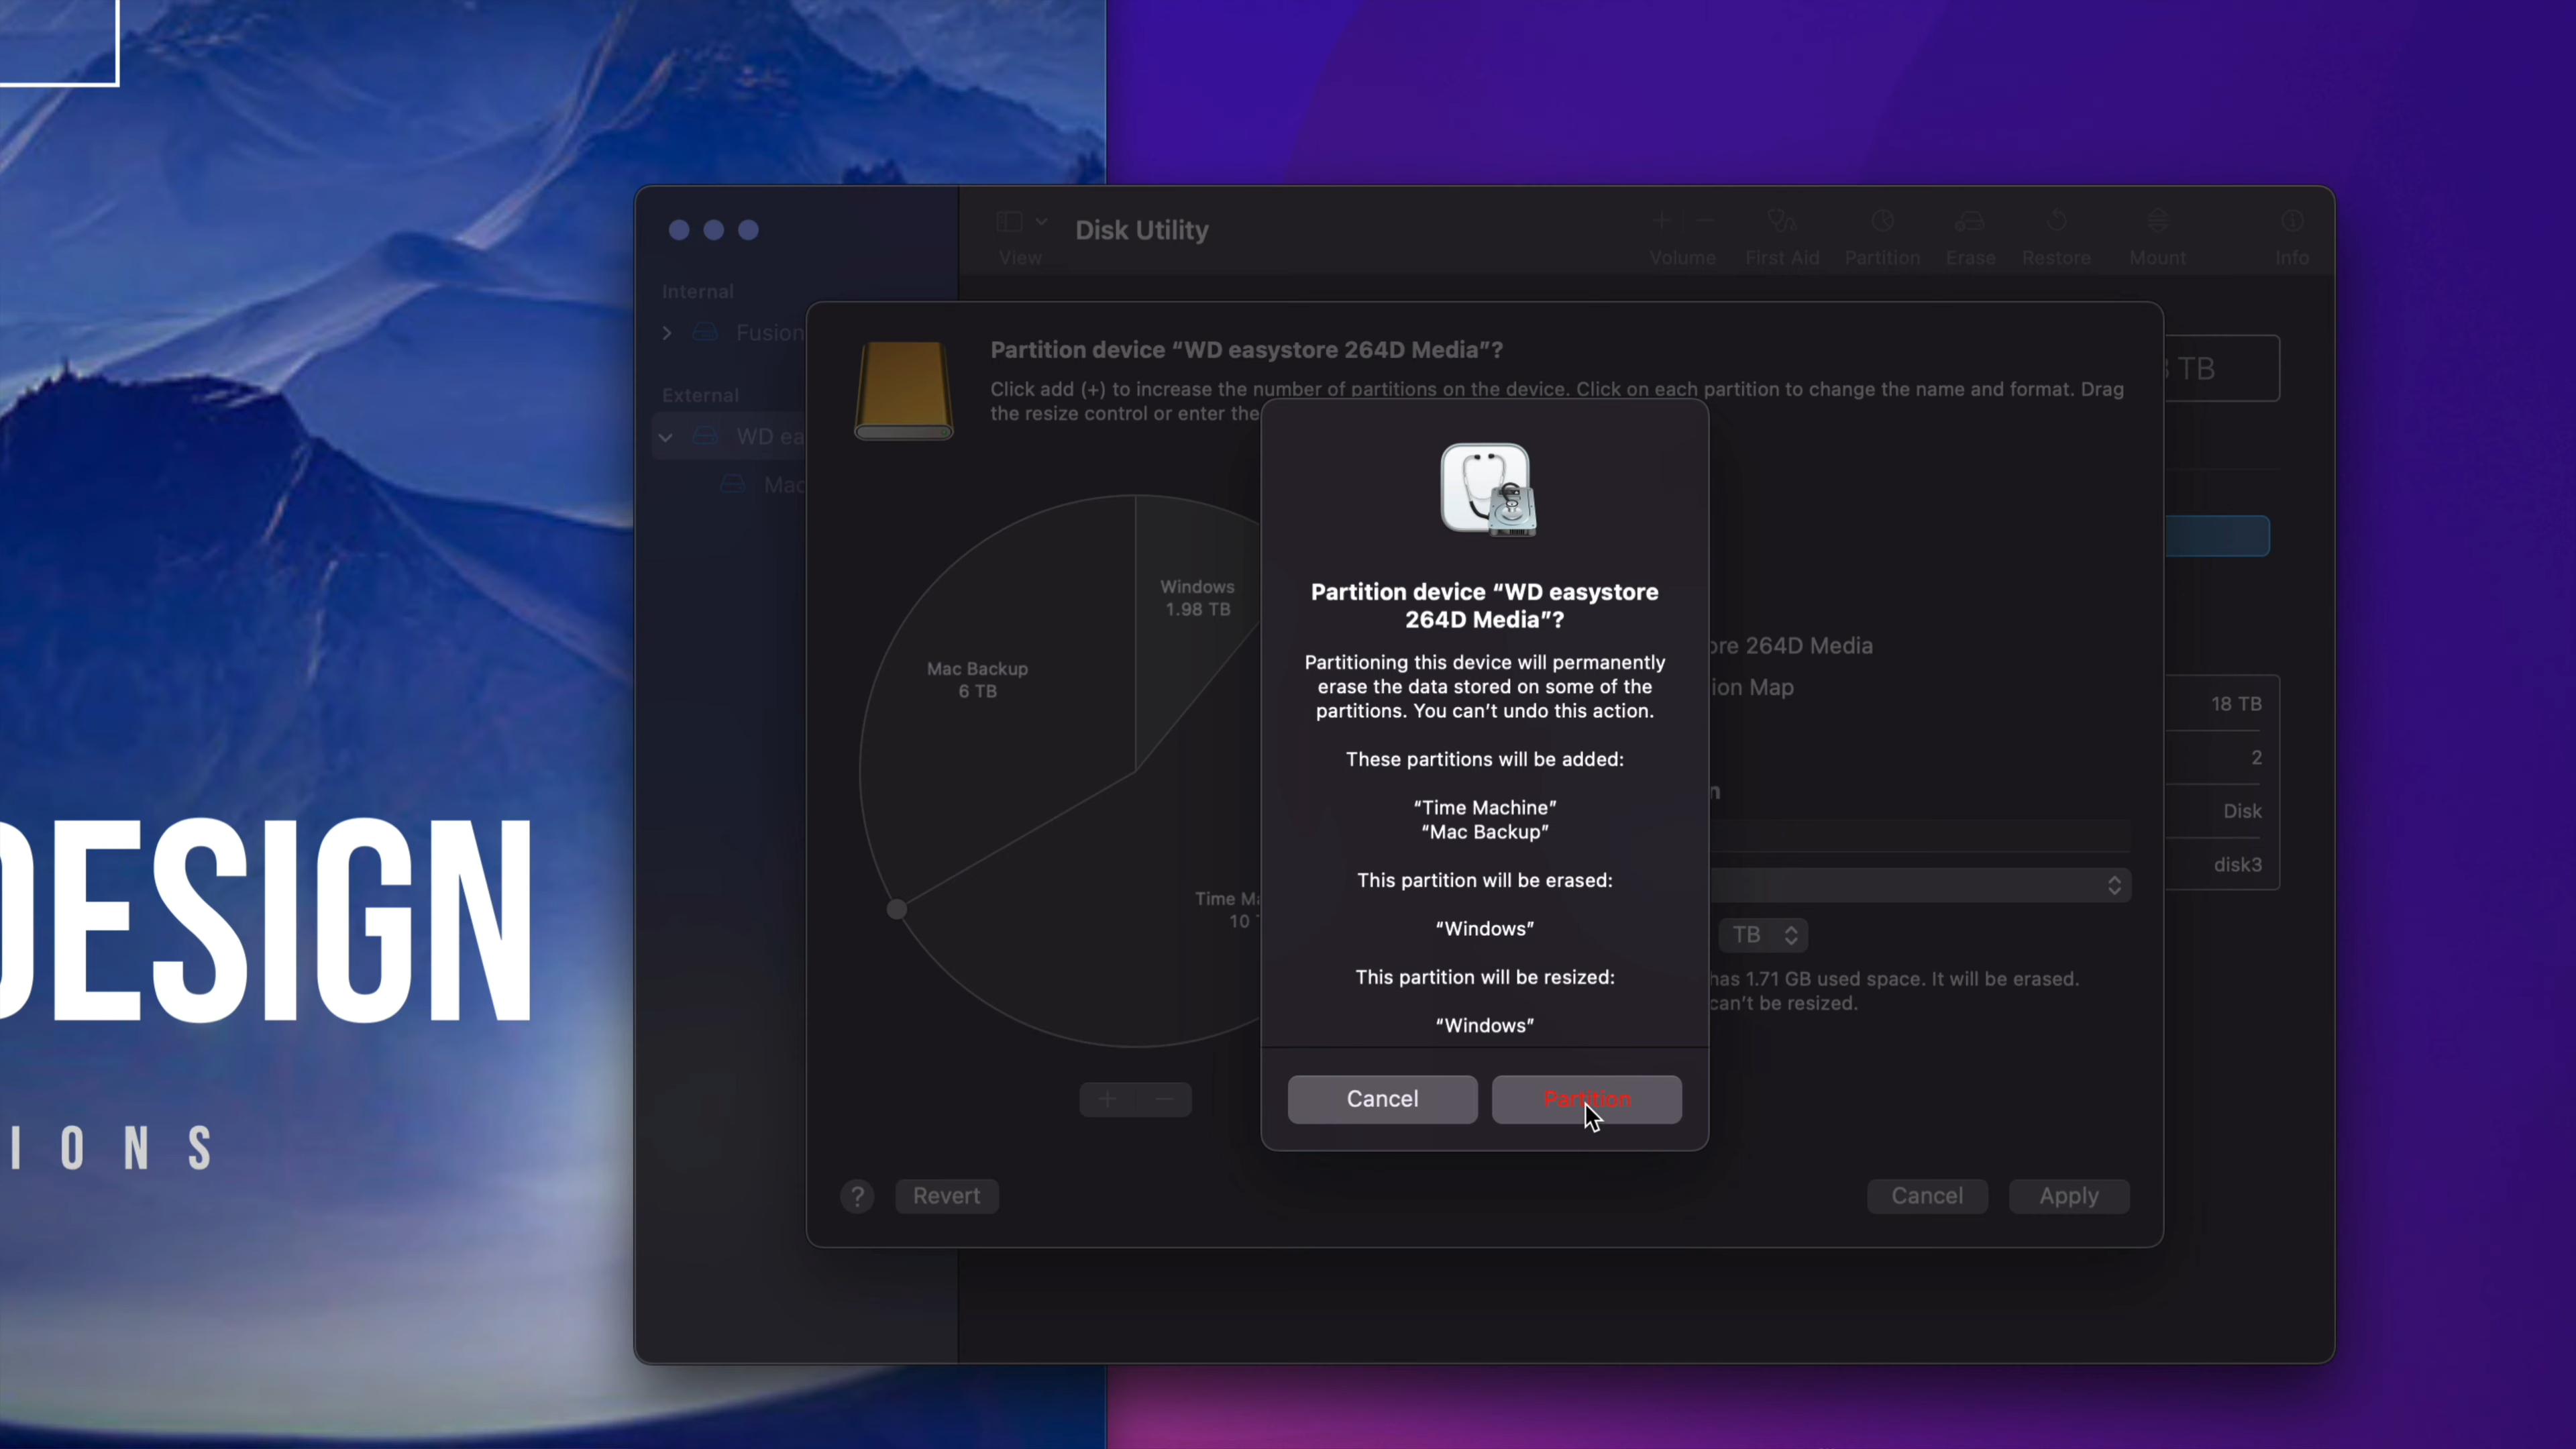 Disk Utility
View
Volume
First Aid
Partition
Erase
Restore
Mount
Info
Internal
Fusion
External
WD ea
Mac
TB
Partition device “WD easystore 264D Media”?
Click add (+) to increase the number of partitions on the device. Click on each partition to change the name and format. Drag
the resize control or enter the
Windows
1.98 TB
Mac Backup
6 TB
Time Ma
10
Partition device “WD easystore
264D Media”?
Partitioning this device will permanently
erase the data stored on some of the
partitions. You can’t undo this action.
These partitions will be added:
“Time Machine”
“Mac Backup”
This partition will be erased:
“Windows”
This partition will be resized:
“Windows”
Cancel
Partition
ore 264D Media
ion Map
n
TB
has 1.71 GB used space. It will be erased.
can’t be resized.
18 TB
2
Disk
disk3
+ −
?
Revert
Cancel
Apply
DESIGN
IONS